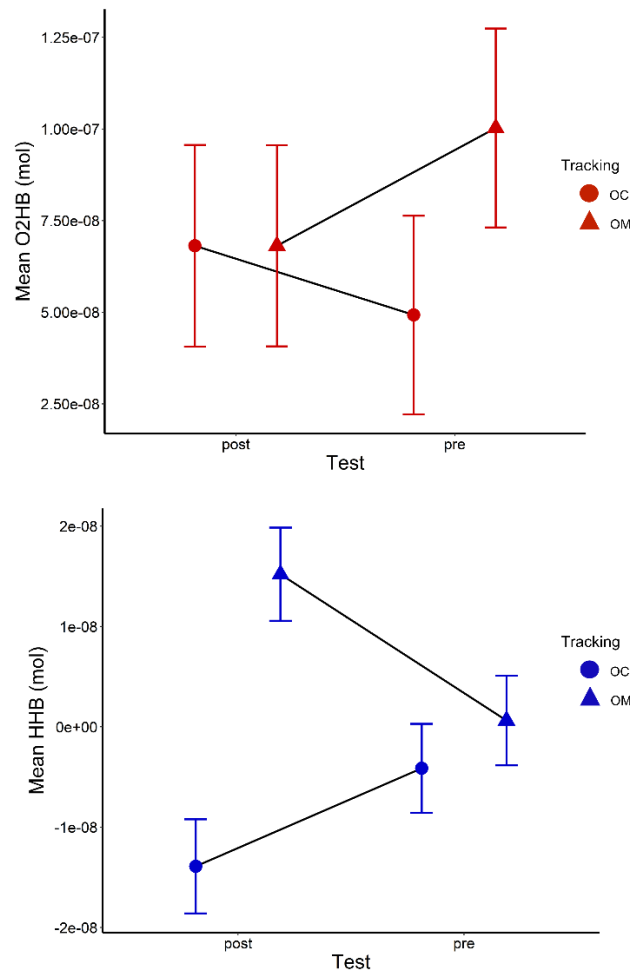 1.25e-07
1.00e-07
7.50e-08
5.00e-08
2.50e-08
Mean O2HB (mol)
post
pre
Test
Tracking
OC
OM
2e-08
1e-08
0e+00
-1e-08
-2e-08
Mean HHB (mol)
post
pre
Test
Tracking
OC
OM